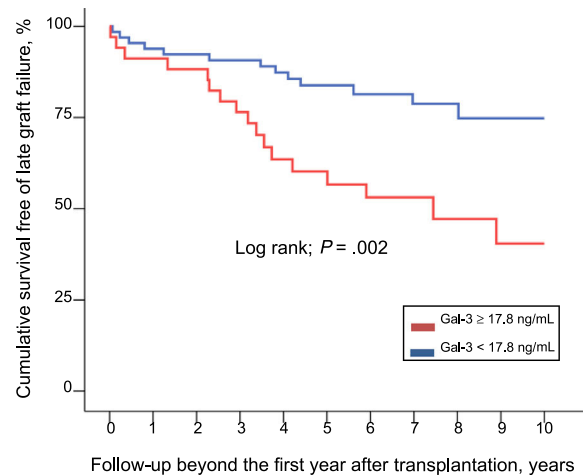 Cumulative survival free of late graft failure, %
100
75
50
25
0
Log rank; P = .002
Gal-3 ≥ 17.8 ng/mL
Gal-3 < 17.8 ng/mL
0 1 2 3 4 5 6 7 8 9 10
Follow-up beyond the first year after transplantation, years